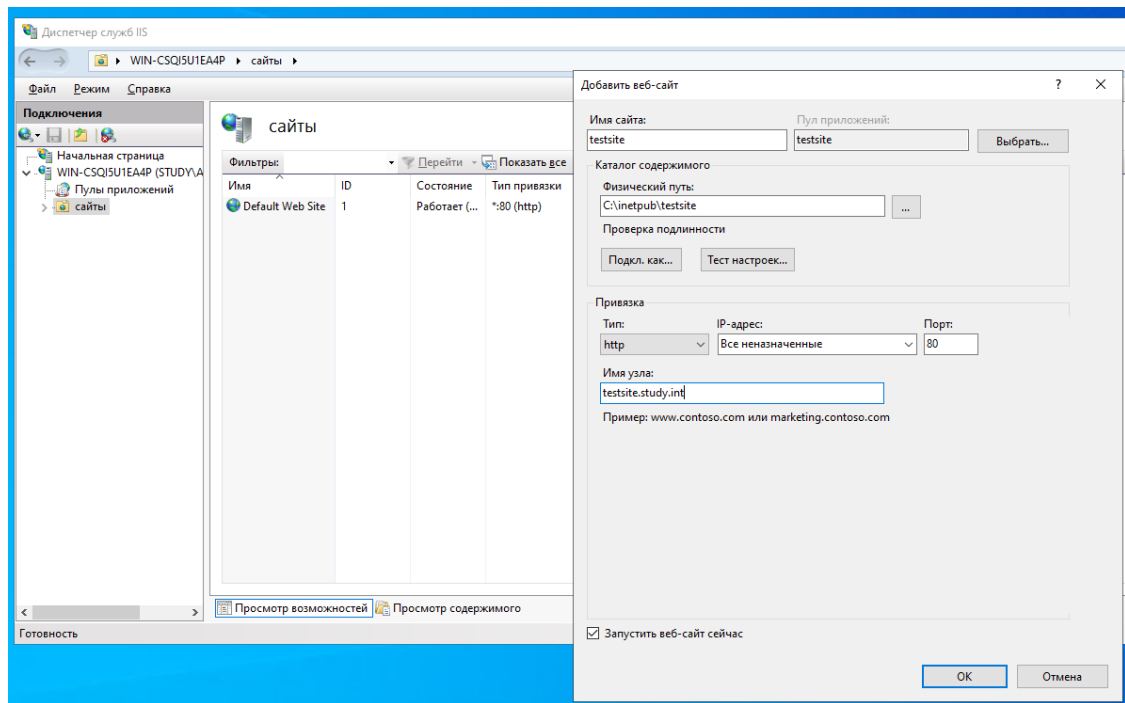 Диспетчер служб IIS
WIN-CSQI5U1EA4P сайты
Файл Режим Справка
Подключения
Начальная страница
WIN-CSQI5U1EA4P (STUDY\A
Пулы приложений
сайты
сайты
Фильтры: Перейти Показать все
Имя ID Состояние Тип привязки
Default Web Site 1 Работает (... *:80 (http)
Просмотр возможностей Просмотр содержимого
Готовность
Добавить веб-сайт ?
Имя сайта: Пул приложений:
testsite testsite Выбрать...
Каталог содержимого
Физический путь:
C:\inetpub\testsite ...
Проверка подлинности
Подкл. как... Тест настроек...
Привязка
Тип: IP-адрес: Порт:
http Все неназначенные 80
Имя узла:
testsite.study.int
Пример: www.contoso.com или marketing.contoso.com
Запустить веб-сайт сейчас
OK Отмена